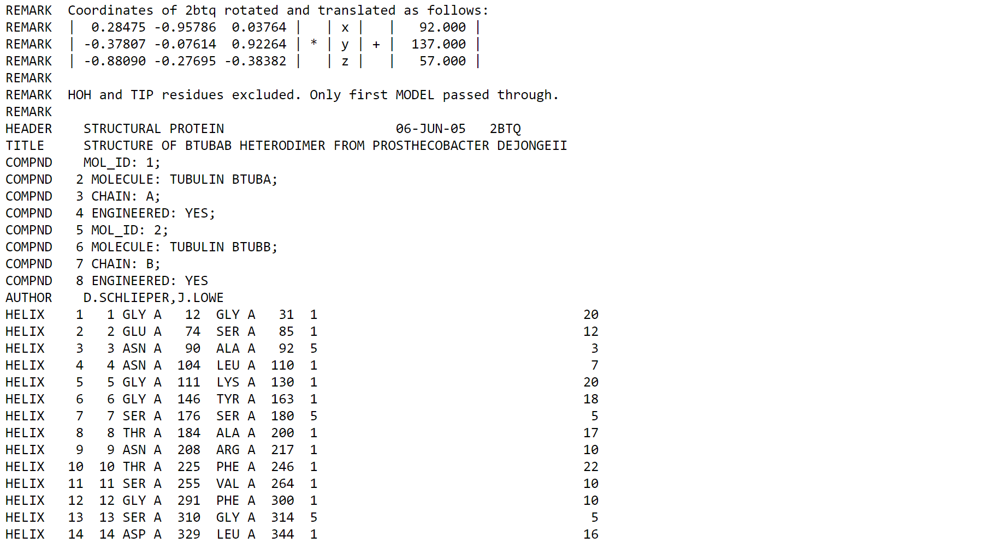 REMARK  Coordinates of 2btq rotated and translated as follows:
REMARK  |  0.28475 -0.95786  0.03764 |   | x |   |   92.000 |
REMARK  | -0.37807 -0.07614  0.92264 | * | y | + |  137.000 |
REMARK  | -0.88090 -0.27695 -0.38382 |   | z |   |   57.000 |
REMARK
REMARK  HOH and TIP residues excluded. Only first MODEL passed through.
REMARK
HEADER    STRUCTURAL PROTEIN                      06-JUN-05   2BTQ
TITLE     STRUCTURE OF BTUBAB HETERODIMER FROM PROSTHECOBACTER DEJONGEII
COMPND    MOL_ID: 1;
COMPND   2 MOLECULE: TUBULIN BTUBA;
COMPND   3 CHAIN: A;
COMPND   4 ENGINEERED: YES;
COMPND   5 MOL_ID: 2;
COMPND   6 MOLECULE: TUBULIN BTUBB;
COMPND   7 CHAIN: B;
COMPND   8 ENGINEERED: YES
AUTHOR    D.SCHLIEPER,J.LOWE
HELIX    1   1 GLY A   12  GLY A   31  1                                  20
HELIX    2   2 GLU A   74  SER A   85  1                                  12
HELIX    3   3 ASN A   90  ALA A   92  5                                   3
HELIX    4   4 ASN A  104  LEU A  110  1                                   7
HELIX    5   5 GLY A  111  LYS A  130  1                                  20
HELIX    6   6 GLY A  146  TYR A  163  1                                  18
HELIX    7   7 SER A  176  SER A  180  5                                   5
HELIX    8   8 THR A  184  ALA A  200  1                                  17
HELIX    9   9 ASN A  208  ARG A  217  1                                  10
HELIX   10  10 THR A  225  PHE A  246  1                                  22
HELIX   11  11 SER A  255  VAL A  264  1                                  10
HELIX   12  12 GLY A  291  PHE A  300  1                                  10
HELIX   13  13 SER A  310  GLY A  314  5                                   5
HELIX   14  14 ASP A  329  LEU A  344  1                                  16